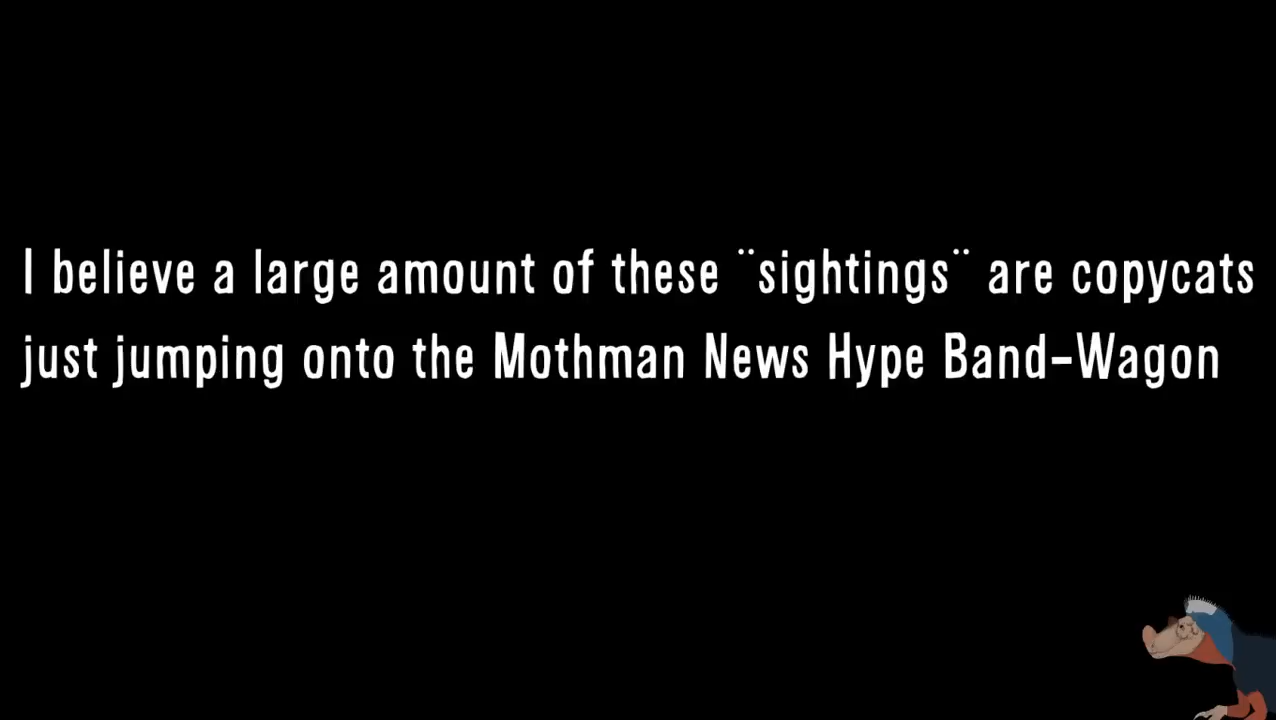 I believe a large amount of these ¨sightings¨ are copycats
just jumping onto the Mothman News Hype Band-Wagon